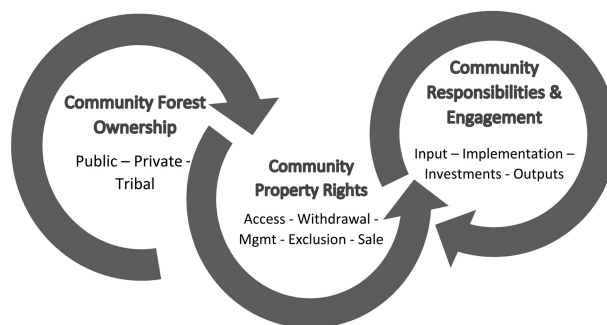 Community Forest
Ownership
Public – Private -
Tribal
Community
Property Rights
Access - Withdrawal -
Mgmt - Exclusion - Sale
Community
Responsibilities &
Engagement
Input – Implementation –
Investments - Outputs